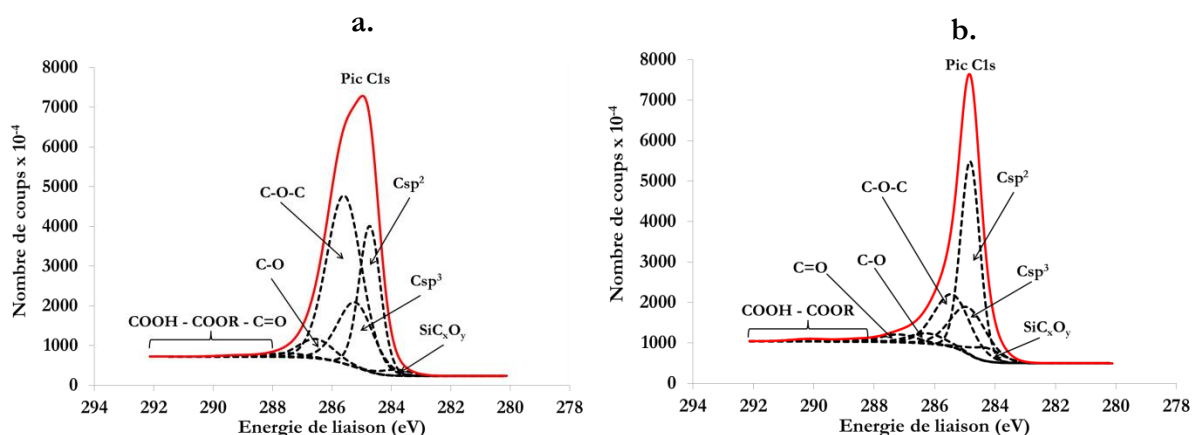 a.
Pic C1s
Nombre de coups x 10⁻⁴
8000
7000
6000
5000
4000
3000
2000
1000
0
Csp²
C-O-C
C-O
Csp³
COOH - COOR - C=O
SiCₓOᵧ
294 292 290 288 286 284 282 280 278
Energie de liaison (eV)
b.
Pic C1s
Nombre de coups x 10⁻⁴
8000
7000
6000
5000
4000
3000
2000
1000
0
Csp²
C-O-C
C-O
C=O
Csp³
COOH - COOR
SiCₓOᵧ
294 292 290 288 286 284 282 280 278
Energie de liaison (eV)